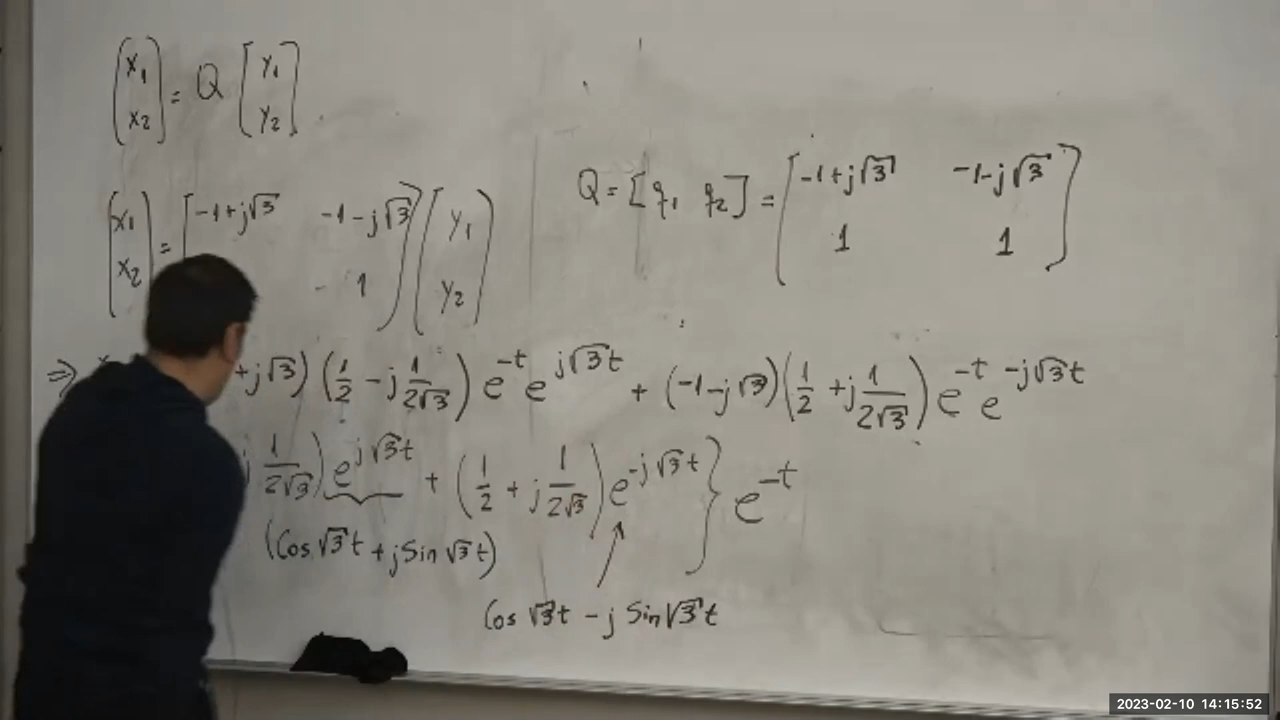 [x₁ x₂] = Q [y₁ y₂]
Q = [q₁ q₂] = [-1+j√3 -1-j√3
1 1]
[x₁ x₂] = [-1+j√3 -1-j√3
1] [y₁ y₂]
⇒ +j√3) (1/2 - j 1/(2√3)) e^{-t} e^{j√3t} + (-1-j√3) (1/2 + j 1/(2√3)) e^{-t} e^{-j√3t}
1/(2√3)) e^{j√3t} + (1/2 + j 1/(2√3)) e^{-j√3t} } e^{-t}
(Cos √3t + j Sin √3t)
Cos √3t - j Sin √3t
2023-02-10 14:15:52